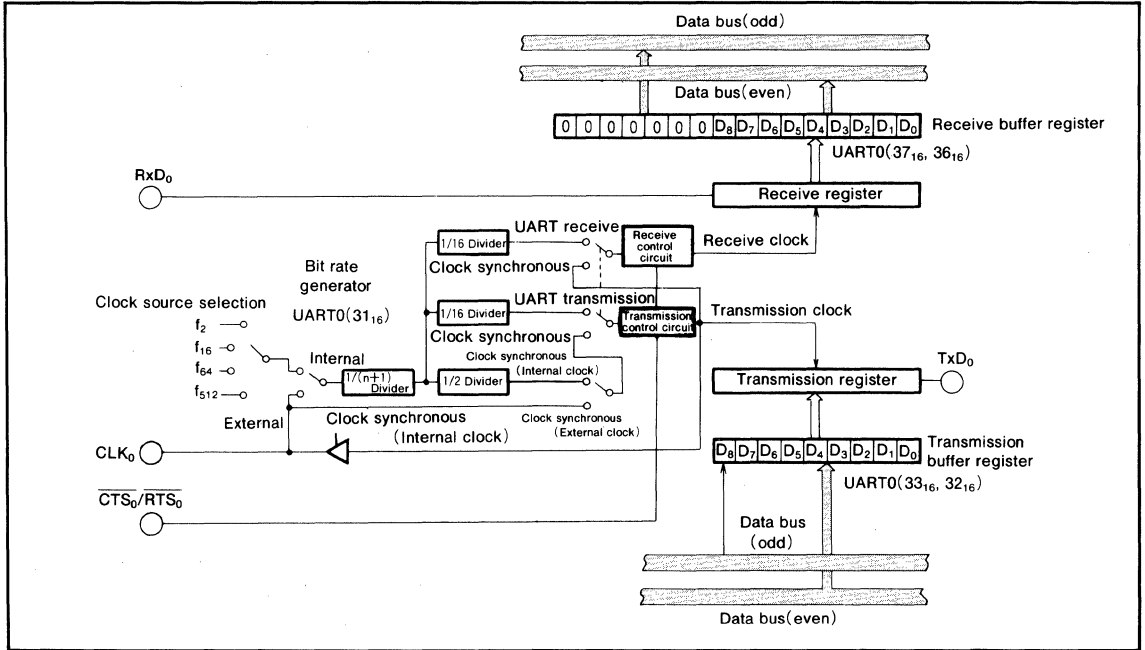 Data bus(odd)
Data bus(even)
0 0 0 0 0 0 0 D8 D7 D6 D5 D4 D3 D2 D1 D0
Receive buffer register
UART0(37₁₆, 36₁₆)
RxD₀
Receive register
UART receive
1/16 Divider
Receive control circuit
Receive clock
Clock synchronous
Bit rate
generator
UART0(31₁₆)
Clock source selection
UART transmission
1/16 Divider
Transmission control circuit
Transmission clock
Clock synchronous
f₂
f₁₆
f₆₄
f₅₁₂
Internal
1/(n+1)
Divider
1/2 Divider
Clock synchronous
(Internal clock)
TxD₀
Transmission register
External
Clock synchronous
(Internal clock)
Clock synchronous
(External clock)
CLK₀
D8 D7 D6 D5 D4 D3 D2 D1 D0
Transmission
buffer register
UART0(33₁₆, 32₁₆)
C̅T̅S̅₀̅/R̅T̅S̅₀̅
Data bus
(odd)
Data bus(even)